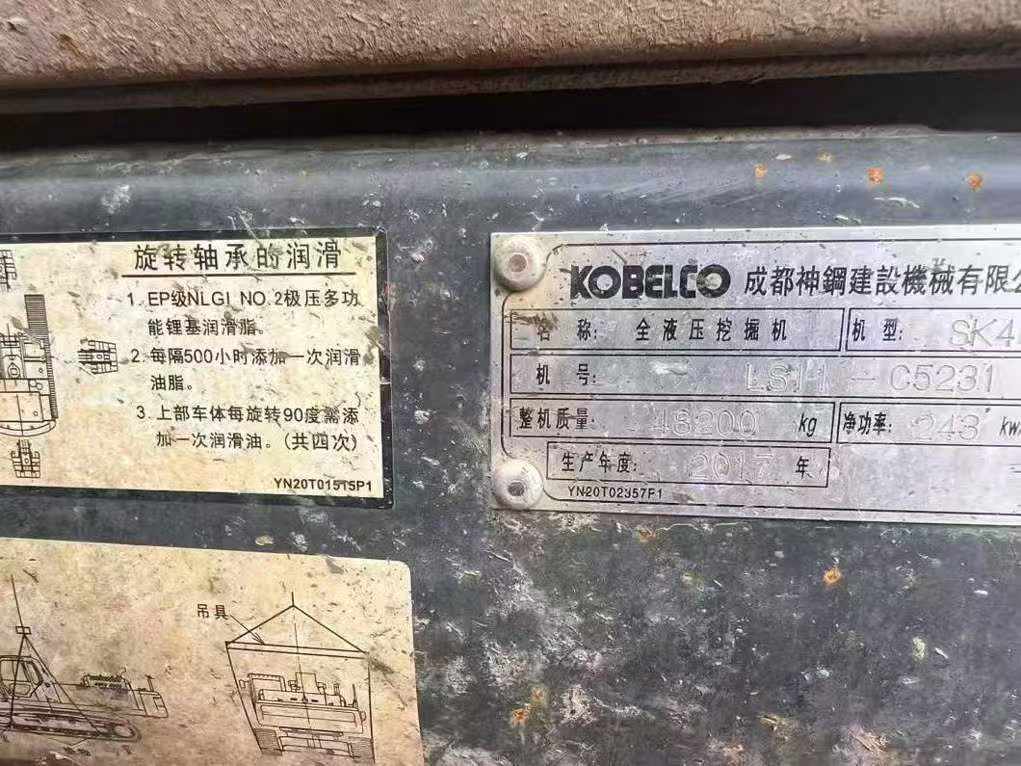 旋转轴承的润滑
1. EP级NLGI NO.2极压多功
能锂基润滑脂。
2. 每隔500小时添加一次润滑
油脂。
3. 上部车体每旋转90度需添
加一次润滑油。(共四次)
YN20T01515P1
KOBELCO 成都神鋼建設機械有限公
名 称: 全液压挖掘机 机 型: SK4
机 号: LS11-C5231
整机质量: 48200 kg 净功率: 243 kw/
生产年度: 2017 年
YN20T02357P1
吊具